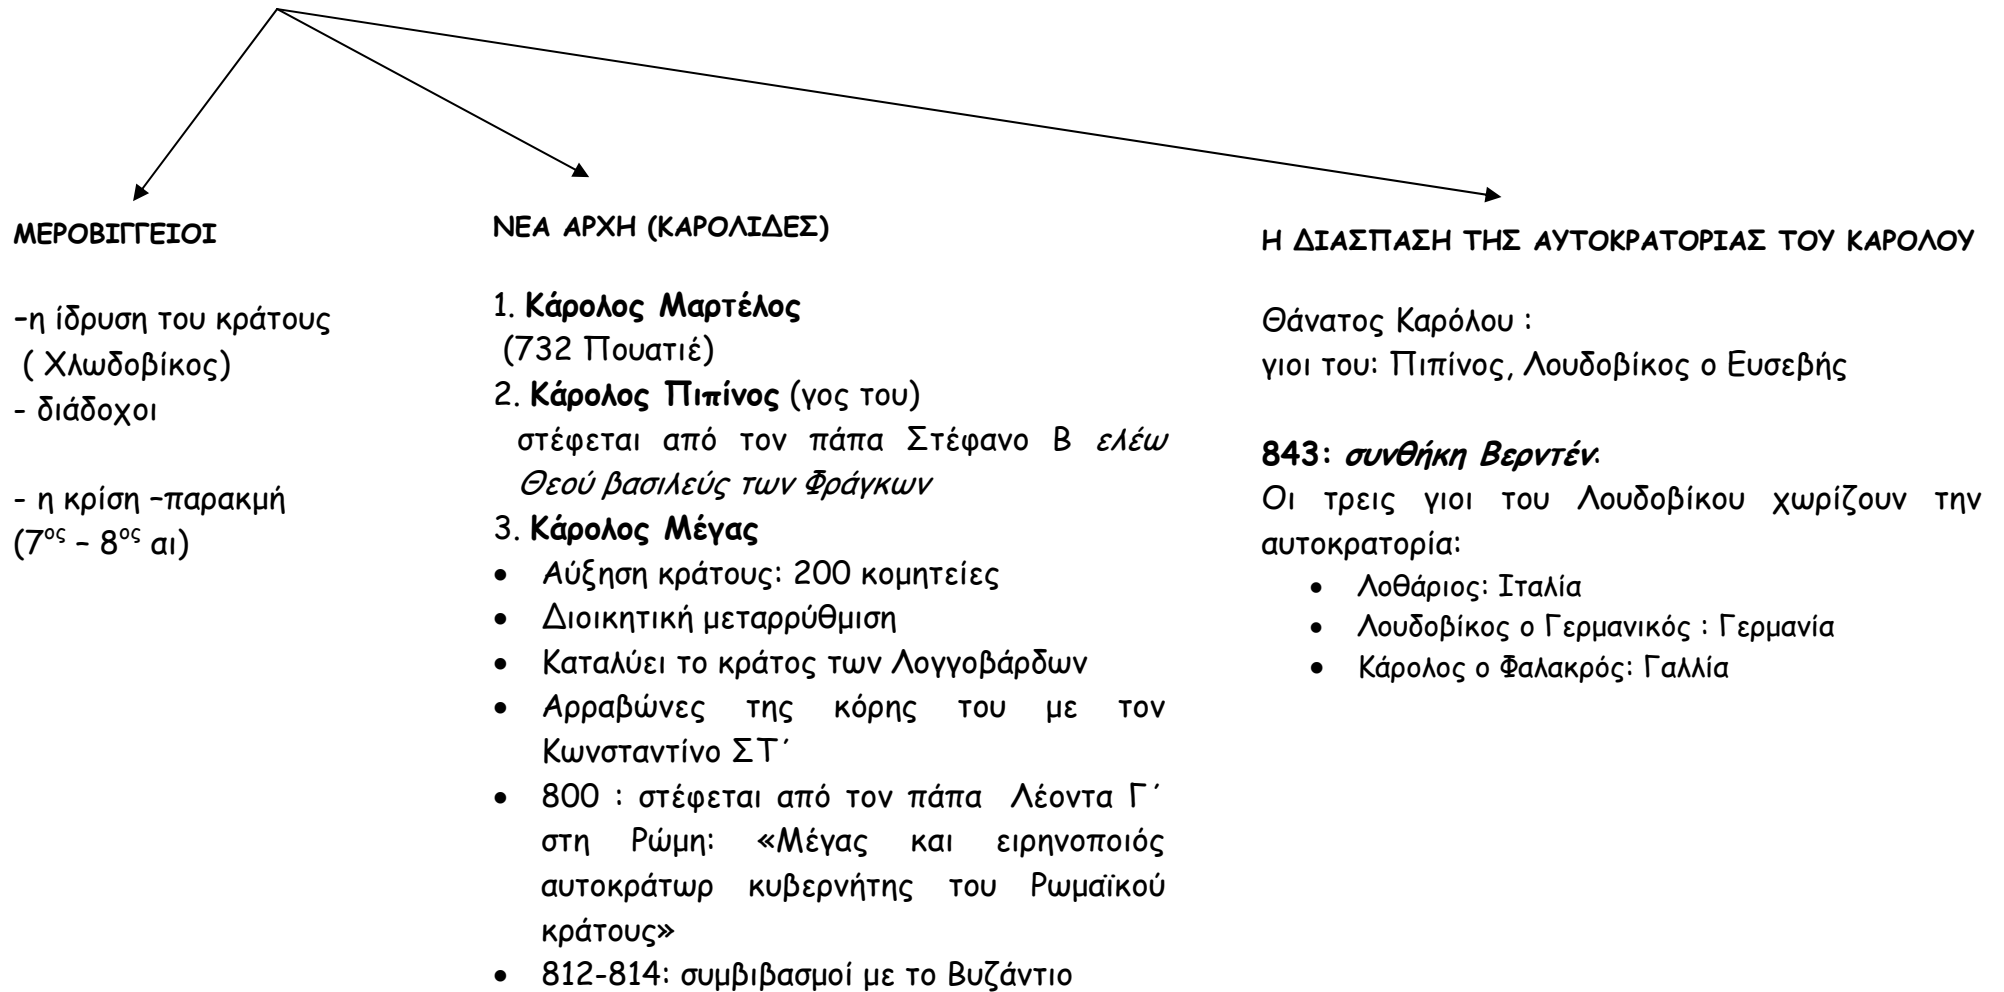 ΜΕΡΟΒΙΓΓΕΙΟΙ
-η ίδρυση του κράτους
( Χλωδοβίκος)
- διάδοχοι
- η κρίση –παρακμή
(7ος – 8ος αι)
ΝΕΑ ΑΡΧΗ (ΚΑΡΟΛΙΔΕΣ)
1. Κάρολος Μαρτέλος
(732 Πουατιέ)
2. Κάρολος Πιπίνος (γος του)
στέφεται από τον πάπα Στέφανο Β ελέω
Θεού βασιλεύς των Φράγκων
3. Κάρολος Μέγας
• Αύξηση κράτους: 200 κομητείες
• Διοικητική μεταρρύθμιση
• Καταλύει το κράτος των Λογγοβάρδων
• Αρραβώνες της κόρης του με τον
Κωνσταντίνο ΣΤ΄
• 800 : στέφεται από τον πάπα Λέοντα Γ΄
στη Ρώμη: «Μέγας και ειρηνοποιός
αυτοκράτωρ κυβερνήτης του Ρωμαϊκού
κράτους»
• 812-814: συμβιβασμοί με το Βυζάντιο
Η ΔΙΑΣΠΑΣΗ ΤΗΣ ΑΥΤΟΚΡΑΤΟΡΙΑΣ ΤΟΥ ΚΑΡΟΛΟΥ
Θάνατος Καρόλου :
γιοι του: Πιπίνος, Λουδοβίκος ο Ευσεβής
843: συνθήκη Βερντέν:
Οι τρεις γιοι του Λουδοβίκου χωρίζουν την
αυτοκρατορία:
• Λοθάριος: Ιταλία
• Λουδοβίκος ο Γερμανικός : Γερμανία
• Κάρολος ο Φαλακρός: Γαλλία